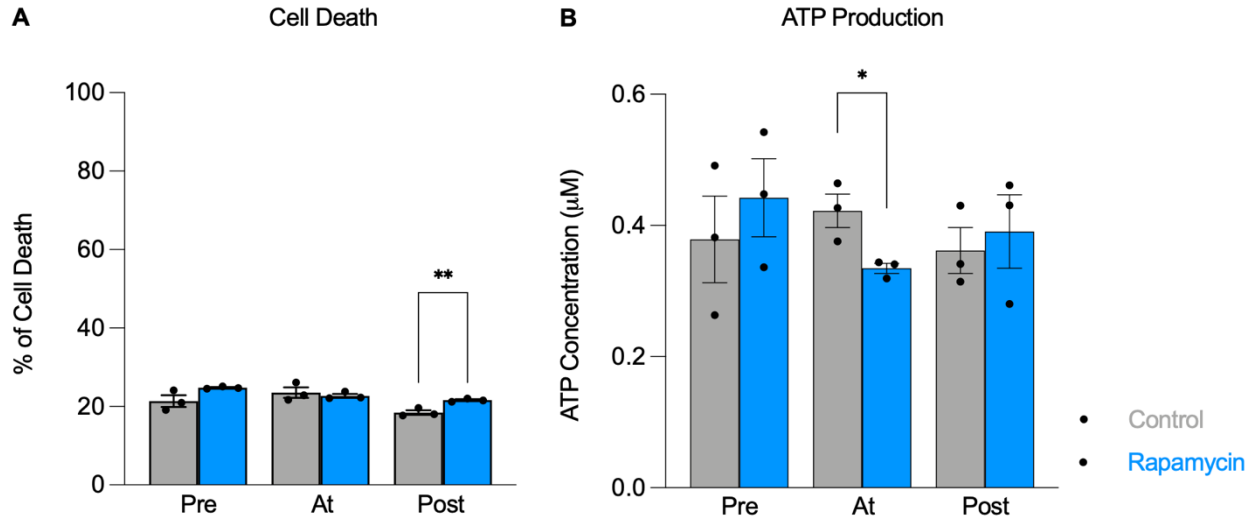 A
Cell Death
% of Cell Death
100
80
60
40
20
0
**
Pre
At
Post
B
ATP Production
ATP Concentration (μM)
0.6
0.4
0.2
0.0
*
Pre
At
Post
Control
Rapamycin